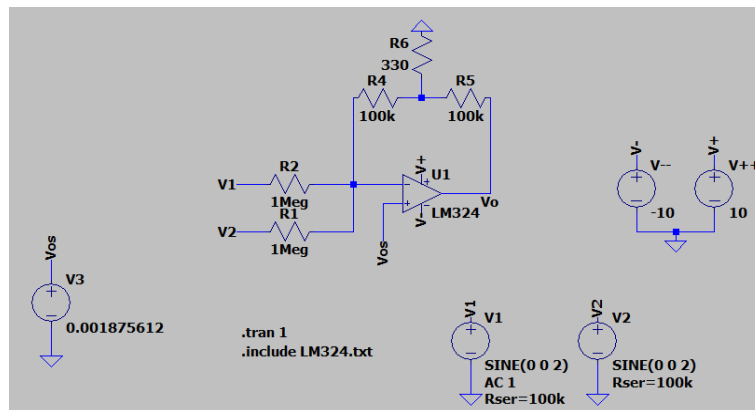 R6
330
R4
R5
100k
100k
V1
R2
1Meg
V2
R1
1Meg
V+
U1
LM324
V-
Vo
Vos
V-
V+
V--
V++
-10
10
Vos
V3
0.001875612
.tran 1
.include LM324.txt
V1
V1
SINE(0 0 2)
AC 1
Rser=100k
V2
V2
SINE(0 0 2)
Rser=100k